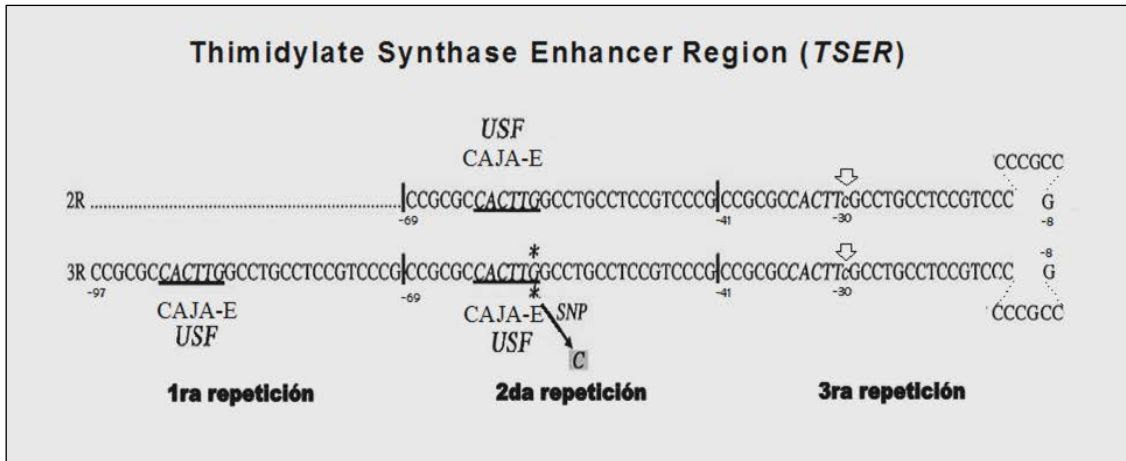 Thimidylate Synthase Enhancer Region (TSER)
USF
CAJA-E
CCCGCC
2R ........................................................ CCGCGCCACTTGGCCTGCCTCCGTCCCG CCGCGCCACTTcGCCTGCCTCCGTCCC G
-69 -41 -30 -8
* -8
3R CCGCGCCACTTGGCCTGCCTCCGTCCCG CCGCGCCACTTGGCCTGCCTCCGTCCCG CCGCGCCACTTcGCCTGCCTCCGTCCC G
-97 -69 * -41 -30
CAJA-E CAJA-E SNP CCCGCC
USF USF
C
1ra repetición 2da repetición 3ra repetición